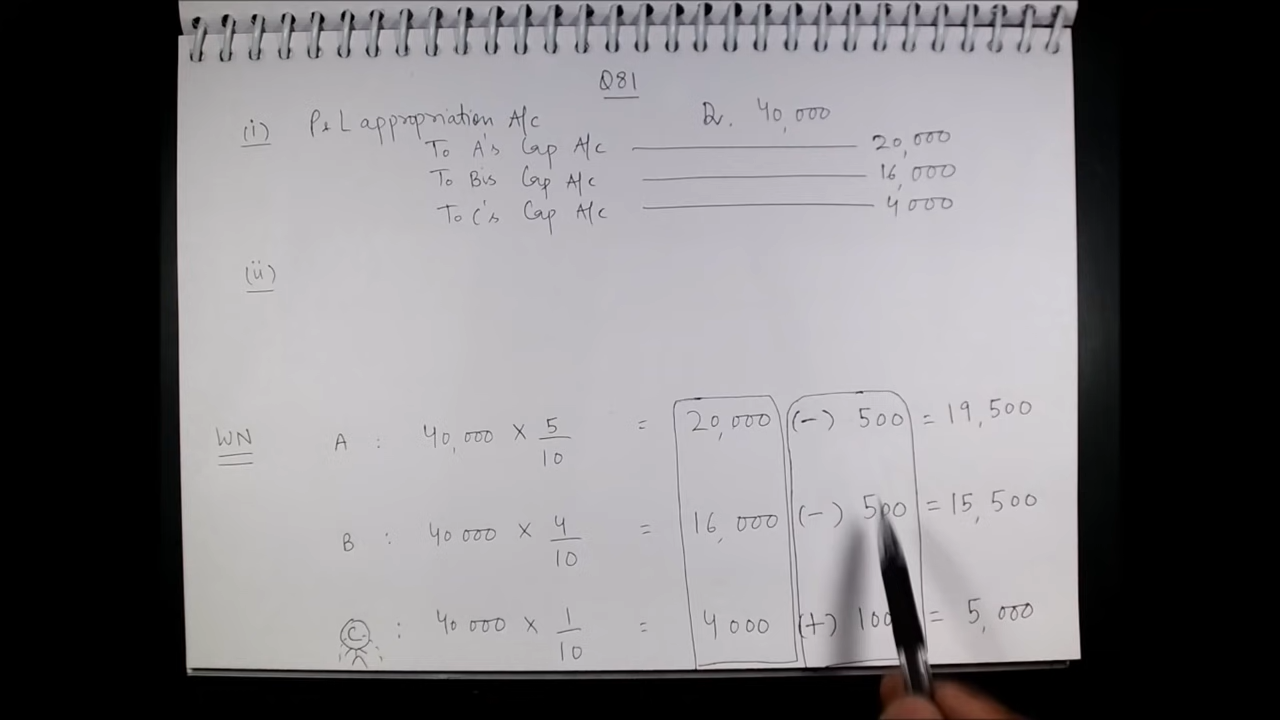 Q81
(i) P & L appropriation A/c Dr. 40,000
To A's Cap A/c 20,000
To B's Cap A/c 16,000
To C's Cap A/c 4000
(ii)
WN A : 40,000 × 5/10 = 20,000 (-) 500 = 19,500
B : 40000 × 4/10 = 16,000 (-) 500 = 15,500
C : 40000 × 1/10 = 4000 (+) 100 = 5,000